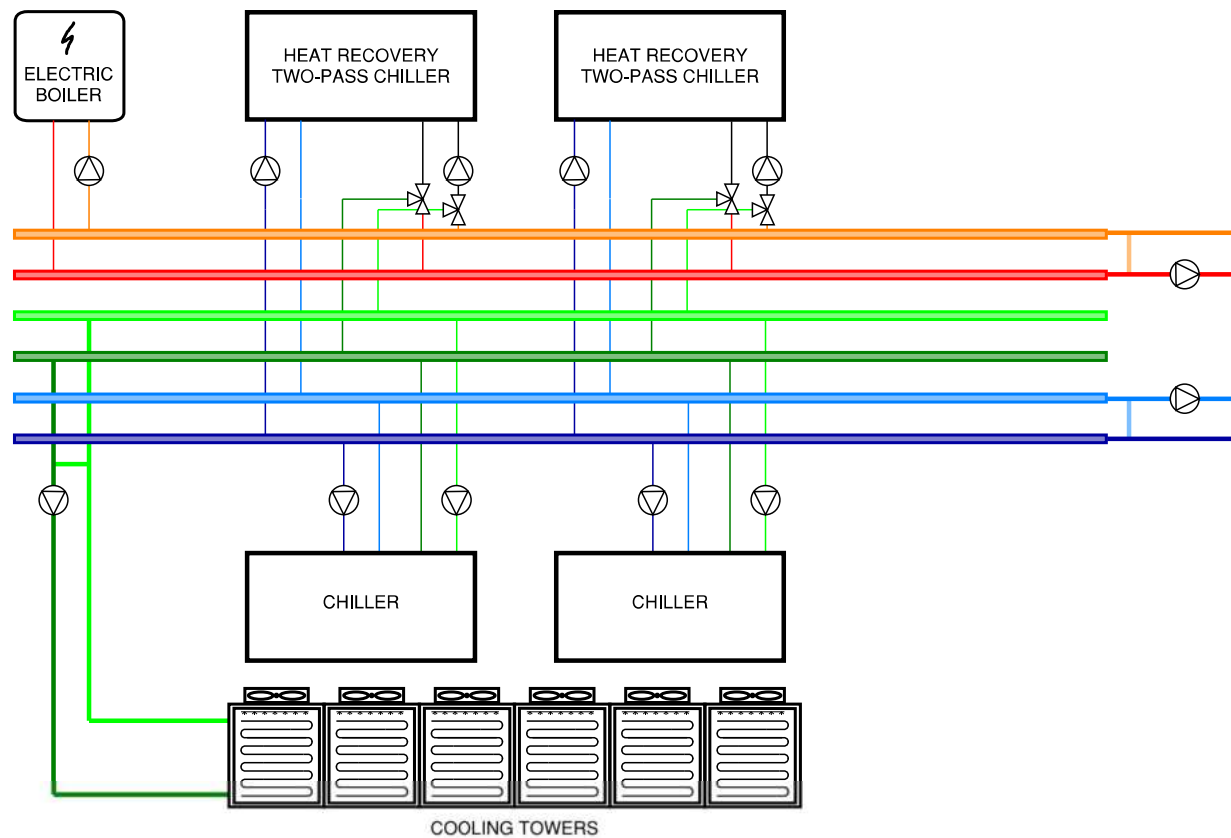 ELECTRIC
BOILER
HEAT RECOVERY
TWO-PASS CHILLER
HEAT RECOVERY
TWO-PASS CHILLER
CHILLER
CHILLER
COOLING TOWERS